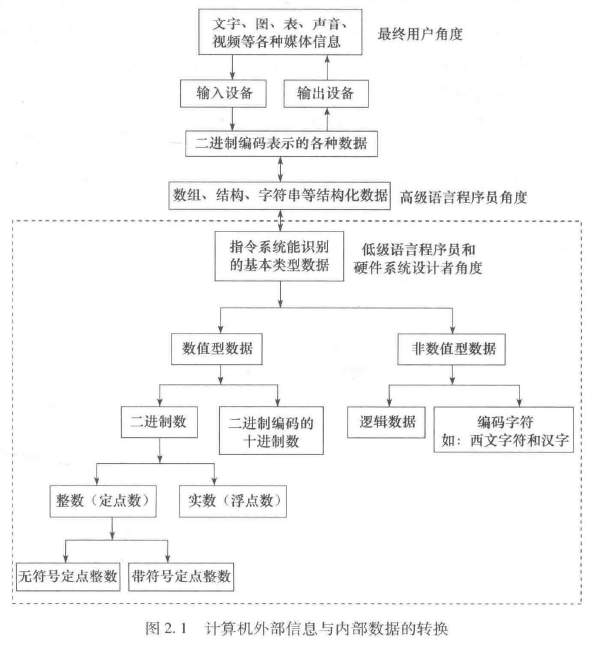 文字、图、表、声音、
视频等各种媒体信息
最终用户角度
输入设备
输出设备
二进制编码表示的各种数据
数组、结构、字符串等结构化数据
高级语言程序员角度
指令系统能识别
的基本类型数据
低级语言程序员和
硬件系统设计者角度
数值型数据
非数值型数据
二进制数
二进制编码的
十进制数
逻辑数据
编码字符
如：西文字符和汉字
整数（定点数）
实数（浮点数）
无符号定点整数
带符号定点整数
图 2. 1 计算机外部信息与内部数据的转换